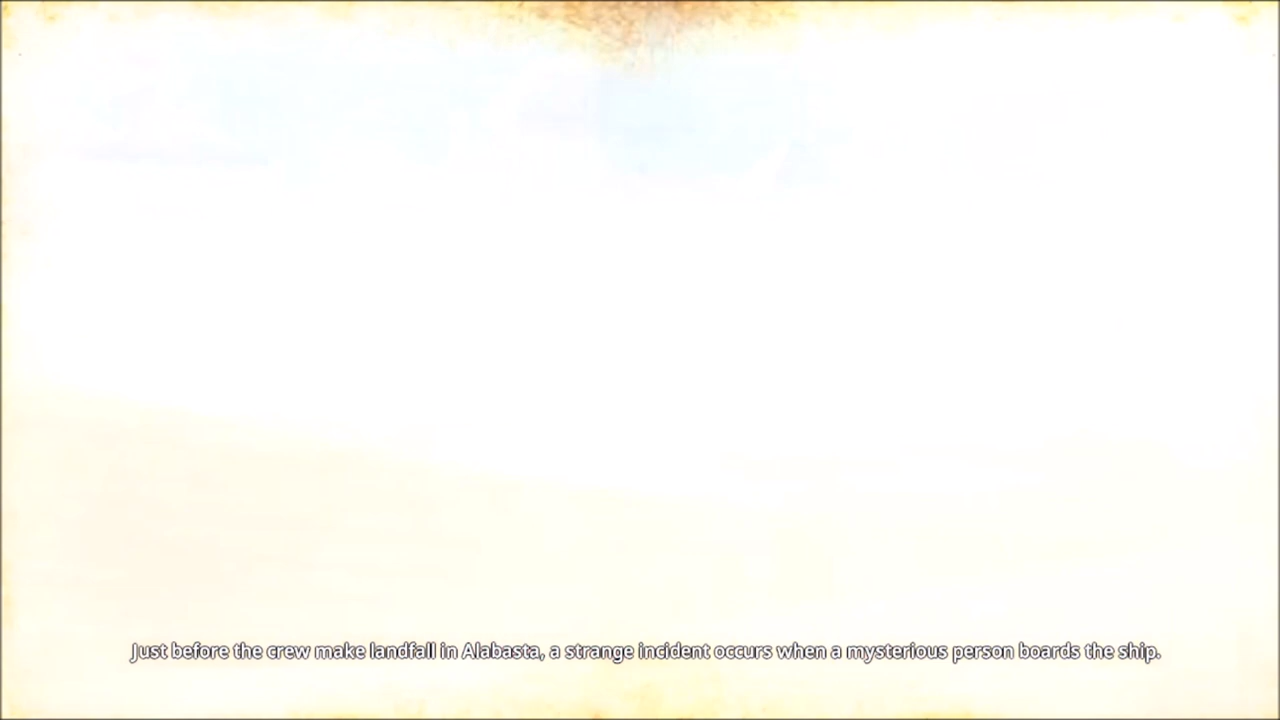 Just before the crew make landfall in Alabasta, a strange incident occurs when a mysterious person boards the ship.